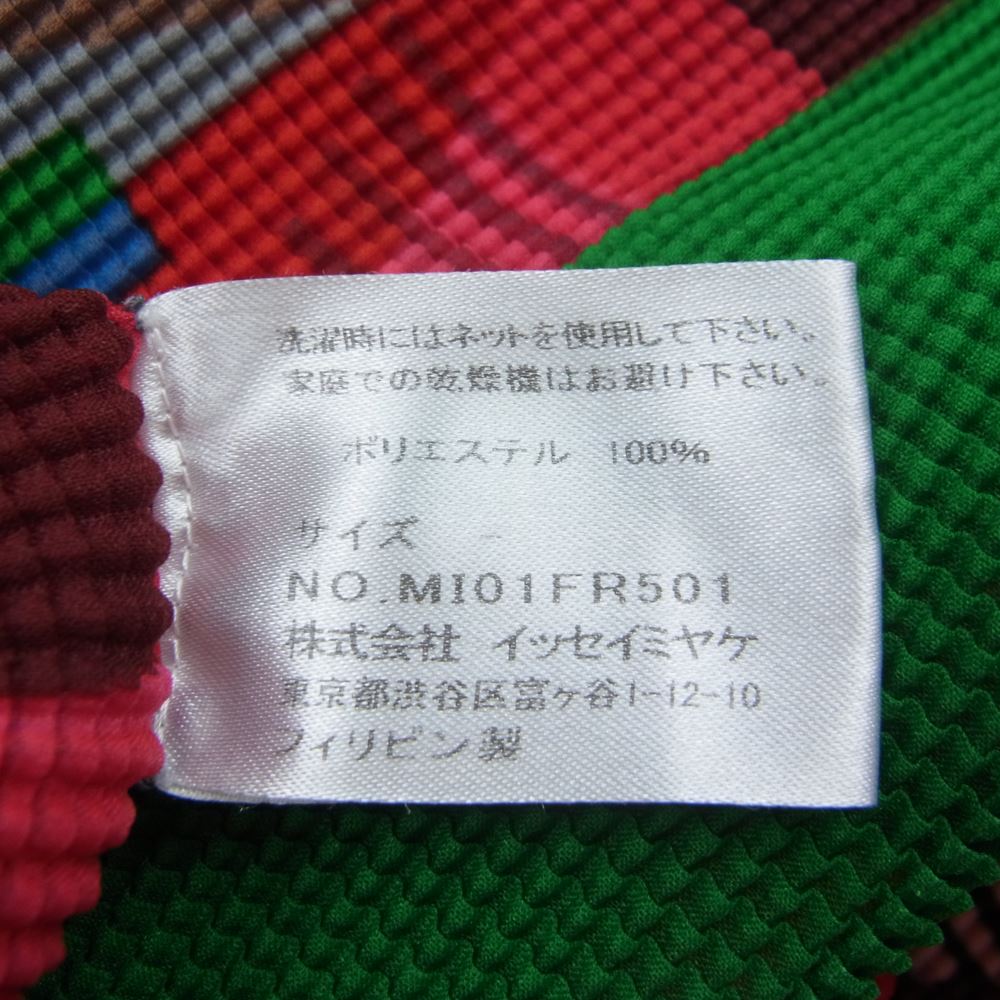 洗濯時にはネットを使用して下さい。
家庭での乾燥機はお避け下さい。
ポリエステル 100%
サイズ -
NO.MI01FR501
株式会社 イッセイミヤケ
東京都渋谷区富ヶ谷1-12-10
フィリピン製